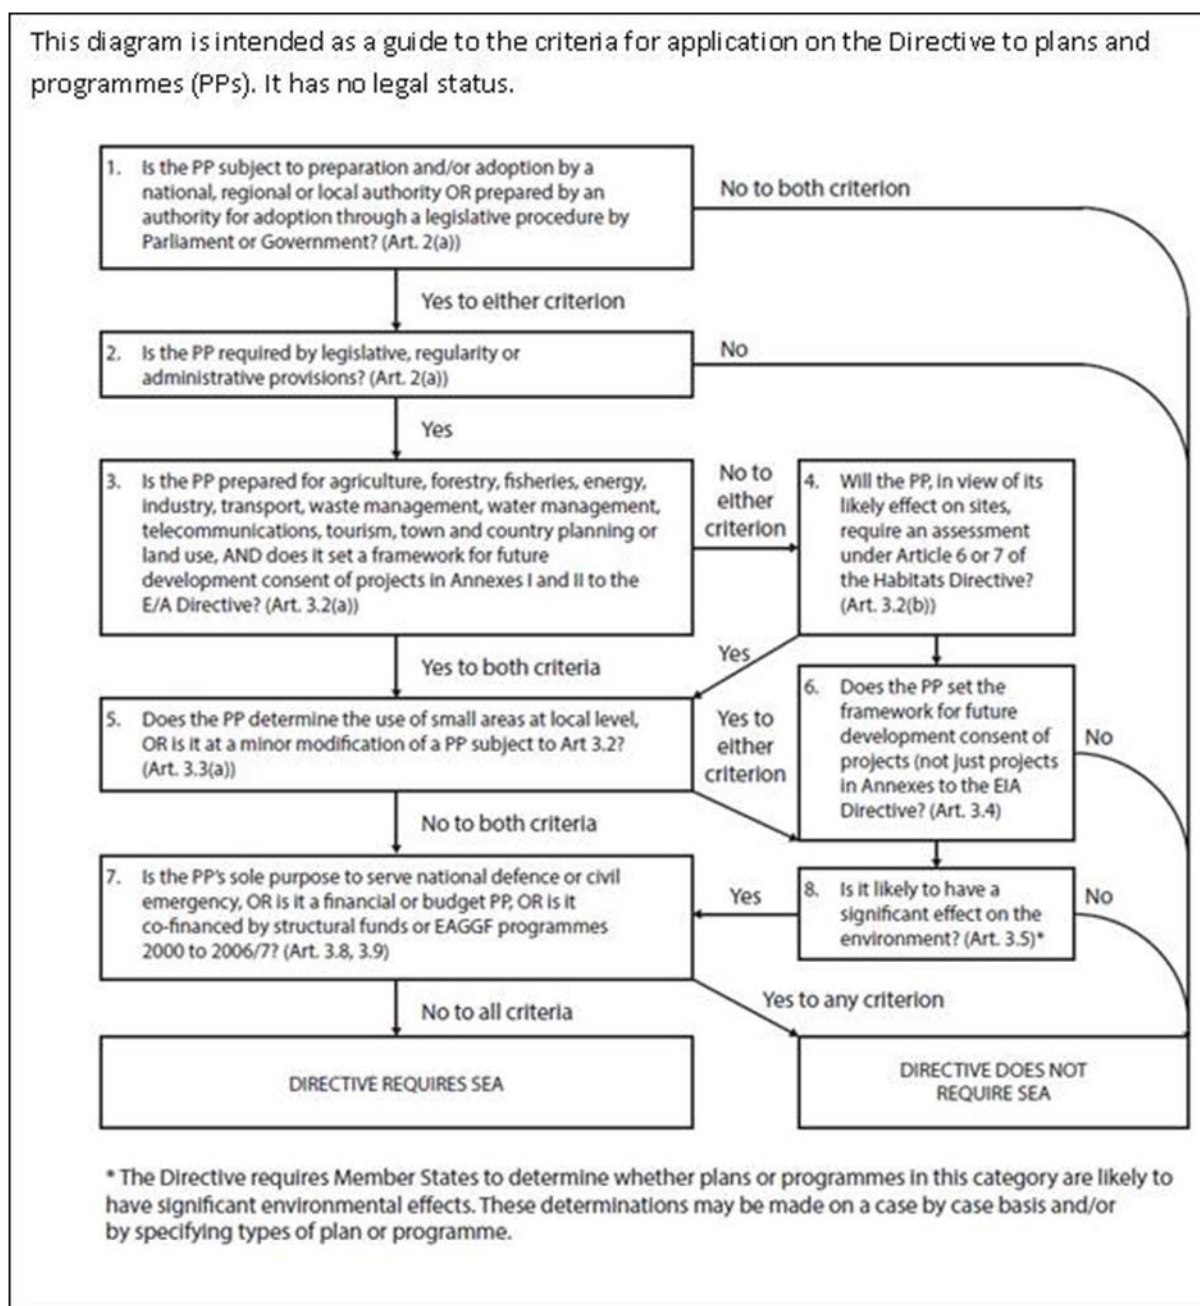 This diagram is intended as a guide to the criteria for application on the Directive to plans and
programmes (PPs). It has no legal status.
1. Is the PP subject to preparation and/or adoption by a
national, regional or local authority OR prepared by an
authority for adoption through a legislative procedure by
Parliament or Government? (Art. 2(a))
No to both criterion
Yes to either criterion
2. Is the PP required by legislative, regularity or
administrative provisions? (Art. 2(a))
No
Yes
3. Is the PP prepared for agriculture, forestry, fisheries, energy,
industry, transport, waste management, water management,
telecommunications, tourism, town and country planning or
land use, AND does it set a framework for future
development consent of projects in Annexes I and II to the
E/A Directive? (Art. 3.2(a))
No to
either
criterion
4. Will the PP, in view of its
likely effect on sites,
require an assessment
under Article 6 or 7 of
the Habitats Directive?
(Art. 3.2(b))
Yes to both criteria
Yes
5. Does the PP determine the use of small areas at local level,
OR is it at a minor modification of a PP subject to Art 3.2?
(Art. 3.3(a))
Yes to
either
criterion
6. Does the PP set the
framework for future
development consent of
projects (not just projects
in Annexes to the EIA
Directive? (Art. 3.4)
No
No to both criteria
7. Is the PP's sole purpose to serve national defence or civil
emergency, OR is it a financial or budget PP, OR is it
co-financed by structural funds or EAGGF programmes
2000 to 2006/7? (Art. 3.8, 3.9)
Yes
8. Is it likely to have a
significant effect on the
environment? (Art. 3.5)*
No
No to all criteria
Yes to any criterion
DIRECTIVE REQUIRES SEA
DIRECTIVE DOES NOT
REQUIRE SEA
* The Directive requires Member States to determine whether plans or programmes in this category are likely to
have significant environmental effects. These determinations may be made on a case by case basis and/or
by specifying types of plan or programme.